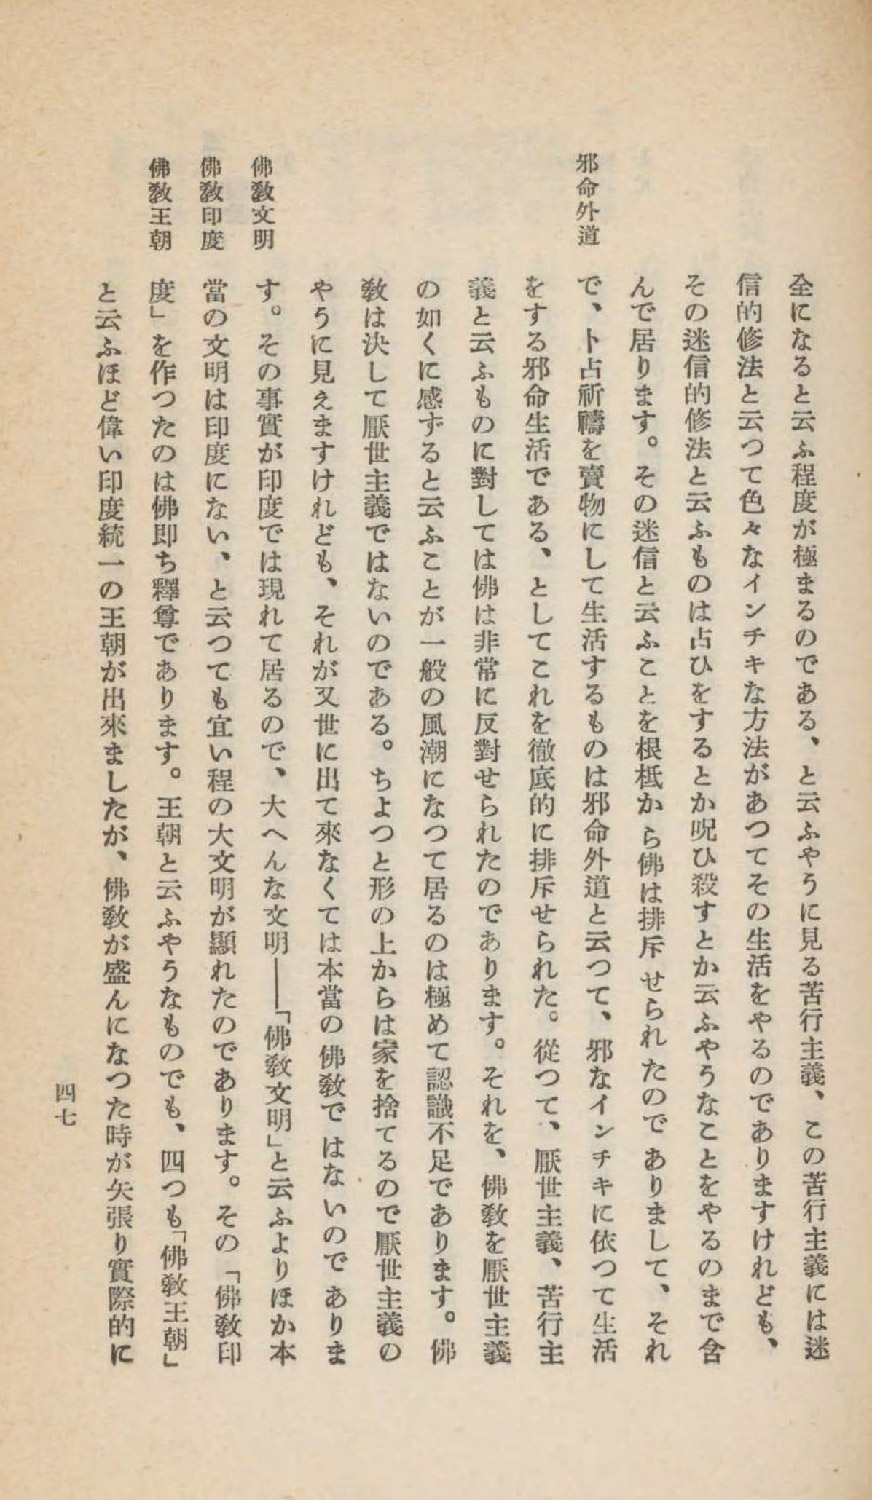 全になると云ふ程度が極まるのである、と云ふやうに見る苦行主義、この苦行主義には迷
信的修法と云つて色々なインチキな方法があつてその生活をやるのでありますけれども、
その迷信的修法と云ふものは占ひをするとか呪ひ殺すとか云ふやうなことをやるのまで含
んで居ります。その迷信と云ふことを根柢から佛は排斥せられたのでありまして、それ
邪命外道
で、卜占祈禱を賣物にして生活するものは邪命外道と云つて、邪なインチキに依つて生活
をする邪命生活である、としてこれを徹底的に排斥せられた。從つて、厭世主義、苦行主
義と云ふものに對しては佛は非常に反對せられたのであります。それを、佛敎を厭世主義
の如くに感ずると云ふことが一般の風潮になつて居るのは極めて認識不足であります。佛
敎は決して厭世主義ではないのである。ちよつと形の上からは家を捨てるので厭世主義の
やうに見えますけれども、それが又世に出て來なくては本當の佛敎ではないのでありま
佛敎文明
す。その事實が印度では現れて居るので、大へんな文明――「佛敎文明」と云ふよりほか本
佛敎印度
當の文明は印度にない、と云つても宜い程の大文明が顯れたのであります。その「佛敎印
佛敎王朝
度」を作つたのは佛卽ち釋尊であります。王朝と云ふやうなものでも、四つも「佛敎王朝」
と云ふほど偉い印度統一の王朝が出來ましたが、佛敎が盛んになつた時が矢張り實際的に
四七